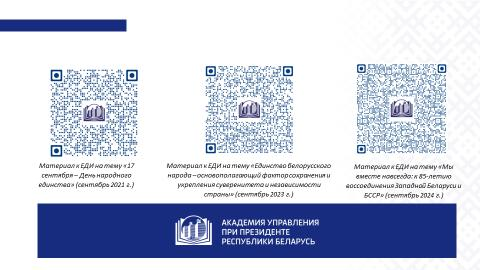 Материал к ЕДИ на тему «17
сентября – День народного
единства» (сентябрь 2021 г.)
Материал к ЕДИ на тему «Единство белорусского
народа – основополагающий фактор сохранения и
укрепления суверенитета и независимости
страны» (сентябрь 2023 г.)
Материал к ЕДИ на тему «Мы
вместе навсегда: к 85-летию
воссоединения Западной Беларуси и
БССР» (сентябрь 2024 г.)
АКАДЕМИЯ УПРАВЛЕНИЯ
ПРИ ПРЕЗИДЕНТЕ
РЕСПУБЛИКИ БЕЛАРУСЬ